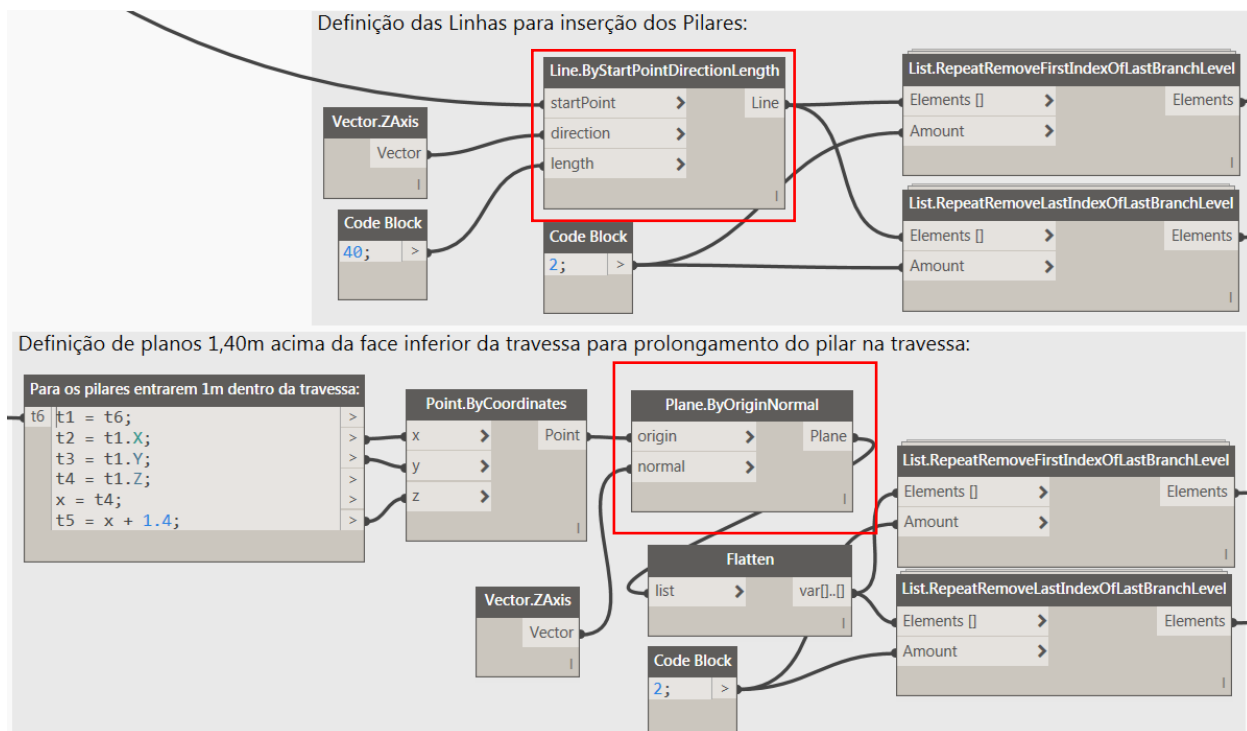 Definição das Linhas para inserção dos Pilares:
Line.ByStartPointDirectionLength
startPoint > Line
direction >
length >
l
Vector.ZAxis
Vector
l
Code Block
40; >
Code Block
2; >
List.RepeatRemoveFirstIndexOfLastBranchLevel
Elements [] > Elements
Amount >
l
List.RepeatRemoveLastIndexOfLastBranchLevel
Elements [] > Elements
Amount >
l
Definição de planos 1,40m acima da face inferior da travessa para prolongamento do pilar na travessa:
Para os pilares entrarem 1m dentro da travessa:
t6 t1 = t6; >
t2 = t1.X; >
t3 = t1.Y; >
t4 = t1.Z; >
x = t4; >
t5 = x + 1.4; >
Point.ByCoordinates
x > Point
y >
z >
l
Plane.ByOriginNormal
origin > Plane
normal >
l
Vector.ZAxis
Vector
l
Flatten
list > var[]..[]
l
Code Block
2; >
List.RepeatRemoveFirstIndexOfLastBranchLevel
Elements [] > Elements
Amount >
l
List.RepeatRemoveLastIndexOfLastBranchLevel
Elements [] > Elements
Amount >
l